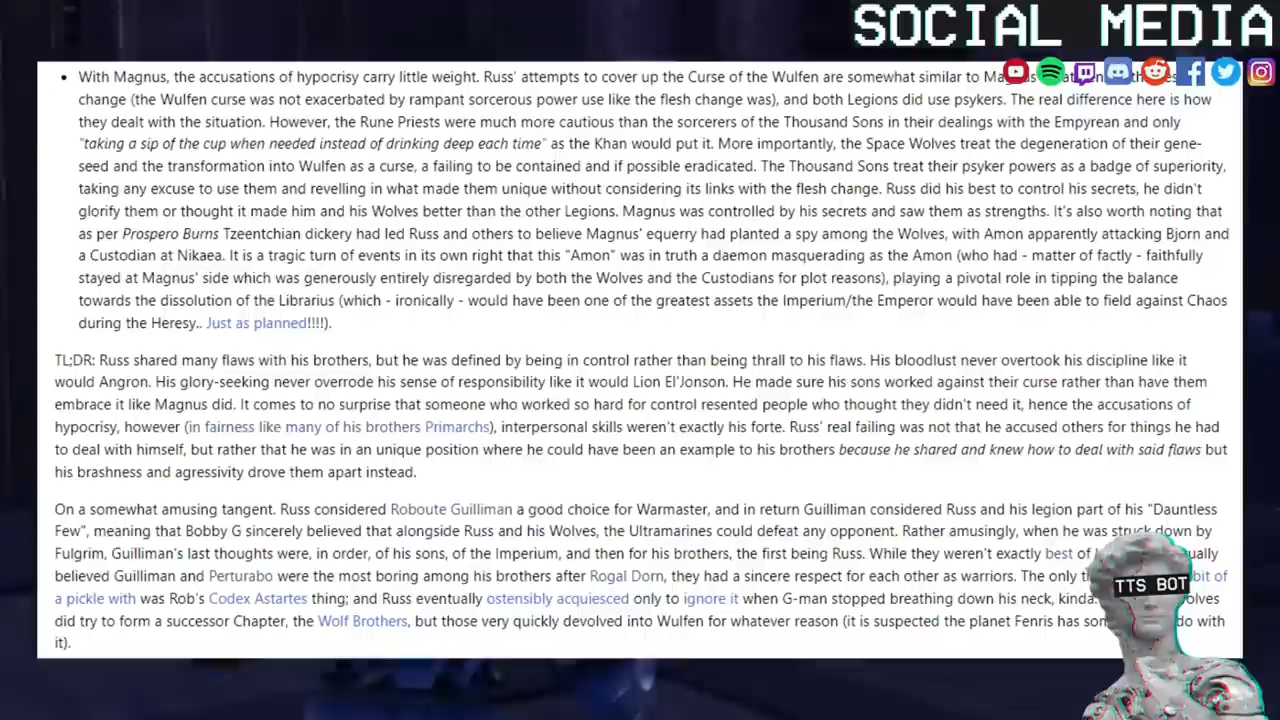 SOCIAL MEDIA
• With Magnus, the accusations of hypocrisy carry little weight. Russ' attempts to cover up the Curse of the Wulfen are somewhat similar to
change (the Wulfen curse was not exacerbated by rampant sorcerous power use like the flesh change was), and both Legions did use psykers. The real difference here is how
they dealt with the situation. However, the Rune Priests were much more cautious than the sorcerers of the Thousand Sons in their dealings with the Empyrean and only
"taking a sip of the cup when needed instead of drinking deep each time" as the Khan would put it. More importantly, the Space Wolves treat the degeneration of their gene-
seed and the transformation into Wulfen as a curse, a failing to be contained and if possible eradicated. The Thousand Sons treat their psyker powers as a badge of superiority,
taking any excuse to use them and revelling in what made them unique without considering its links with the flesh change. Russ did his best to control his secrets, he didn't
glorify them or thought it made him and his Wolves better than the other Legions. Magnus was controlled by his secrets and saw them as strengths. It's also worth noting that
as per Prospero Burns Tzeentchian dickery had led Russ and others to believe Magnus' equerry had planted a spy among the Wolves, with Amon apparently attacking Bjorn and
a Custodian at Nikaea. It is a tragic turn of events in its own right that this "Amon" was in truth a daemon masquerading as the Amon (who had - matter of factly - faithfully
stayed at Magnus' side which was generously entirely disregarded by both the Wolves and the Custodians for plot reasons), playing a pivotal role in tipping the balance
towards the dissolution of the Librarius (which - ironically - would have been one of the greatest assets the Imperium/the Emperor would have been able to field against Chaos
during the Heresy.. Just as planned!!!!).
TL;DR: Russ shared many flaws with his brothers, but he was defined by being in control rather than being thrall to his flaws. His bloodlust never overtook his discipline like it
would Angron. His glory-seeking never overrode his sense of responsibility like it would Lion El'Jonson. He made sure his sons worked against their curse rather than have them
embrace it like Magnus did. It comes to no surprise that someone who worked so hard for control resented people who thought they didn't need it, hence the accusations of
hypocrisy, however (in fairness like many of his brothers Primarchs), interpersonal skills weren't exactly his forte. Russ' real failing was not that he accused others for things he had
to deal with himself, but rather that he was in an unique position where he could have been an example to his brothers because he shared and knew how to deal with said flaws but
his brashness and agressivity drove them apart instead.
On a somewhat amusing tangent. Russ considered Roboute Guilliman a good choice for Warmaster, and in return Guilliman considered Russ and his legion part of his "Dauntless
Few", meaning that Bobby G sincerely believed that alongside Russ and his Wolves, the Ultramarines could defeat any opponent. Rather amusingly, when he was struck down by
Fulgrim, Guilliman's last thoughts were, in order, of his sons, of the Imperium, and then for his brothers, the first being Russ. While they weren't exactly best of
believed Guilliman and Perturabo were the most boring among his brothers after Rogal Dorn, they had a sincere respect for each other as warriors. The only bit of
a pickle with was Rob's Codex Astartes thing; and Russ eventually ostensibly acquiesced only to ignore it when G-man stopped breathing down his neck, kinda.
did try to form a successor Chapter, the Wolf Brothers, but those very quickly devolved into Wulfen for whatever reason (it is suspected the planet Fenris has do with
it).
TTS BOT